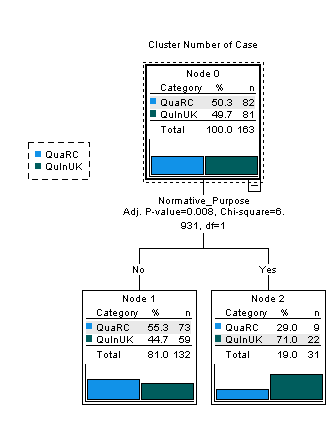 Cluster Number of Case
Node 0
Category % n
QuaRC 50.3 82
QuInUK 49.7 81
Total 100.0 163
QuaRC
QuInUK
Normative_Purpose
Adj. P-value=0.008, Chi-square=6.
931, df=1
No
Yes
Node 1
Category % n
QuaRC 55.3 73
QuInUK 44.7 59
Total 81.0 132
Node 2
Category % n
QuaRC 29.0 9
QuInUK 71.0 22
Total 19.0 31